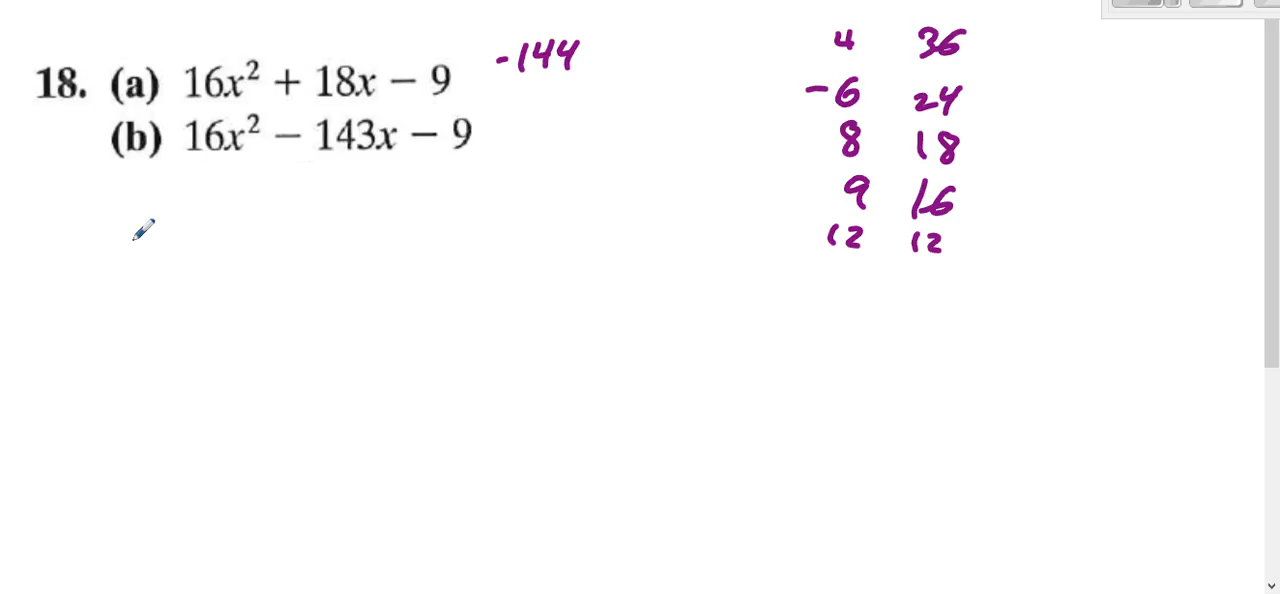 18. (a) 16x² + 18x − 9 -144
(b) 16x² − 143x − 9
4 36
-6 24
8 18
9 16
12 12